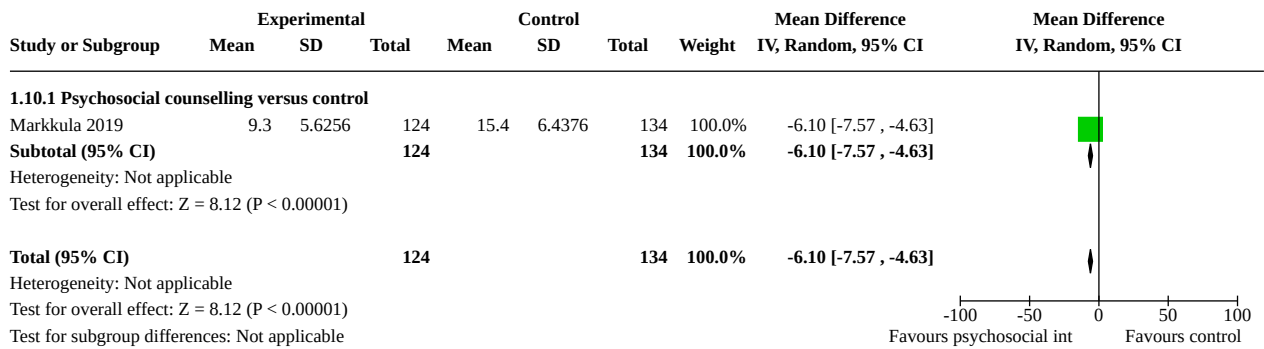 Experimental Control Mean Difference Mean Difference
Study or Subgroup Mean SD Total Mean SD Total Weight IV, Random, 95% CI IV, Random, 95% CI
1.10.1 Psychosocial counselling versus control
Markkula 2019 9.3 5.6256 124 15.4 6.4376 134 100.0% -6.10 [-7.57 , -4.63]
Subtotal (95% CI) 124 134 100.0% -6.10 [-7.57 , -4.63]
Heterogeneity: Not applicable
Test for overall effect: Z = 8.12 (P < 0.00001)
Total (95% CI) 124 134 100.0% -6.10 [-7.57 , -4.63]
Heterogeneity: Not applicable
Test for overall effect: Z = 8.12 (P < 0.00001)
-100 -50 0 50 100
Test for subgroup differences: Not applicable Favours psychosocial int Favours control